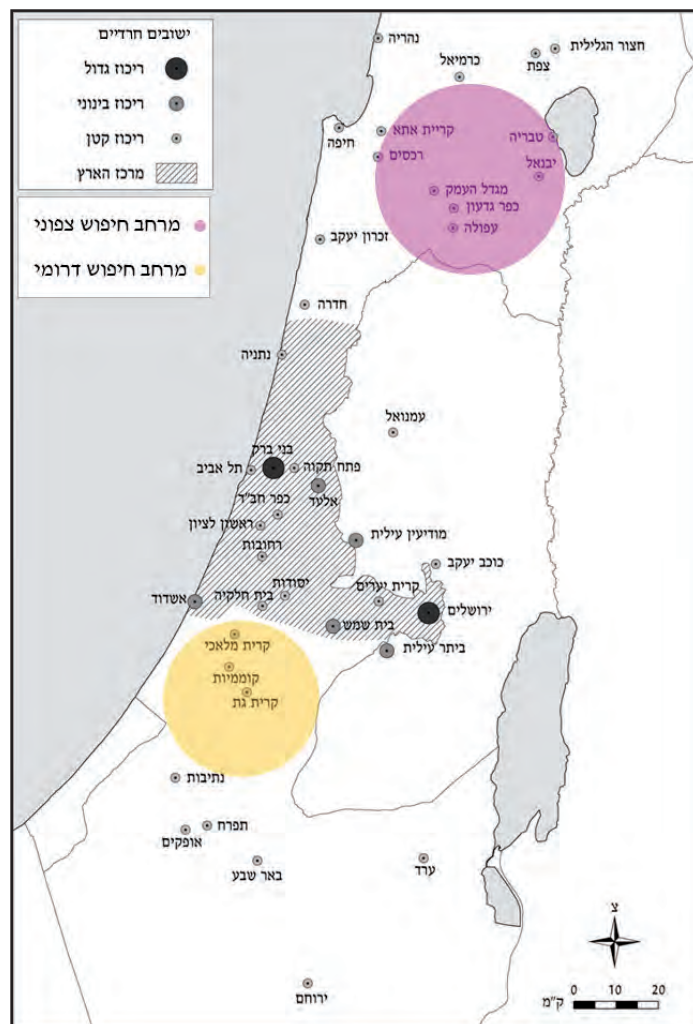 ישובים חרדיים
ריכוז גדול
ריכוז בינוני
ריכוז קטן
מרכז הארץ
מרחב חיפוש צפוני
מרחב חיפוש דרומי
נהריה
חצור הגלילית
צפת
כרמיאל
קריית אתא
טבריה
חיפה
רכסים
יבנאל
מגדל העמק
כפר גדעון
עפולה
זכרון יעקב
חדרה
נתניה
עמנואל
בני ברק
פתח תקוה
תל אביב
אלעד
כפר חב"ד
ראשון לציון
מודיעין עילית
רחובות
כוכב יעקב
יסודות
קרית יערים
אשדוד
בית חלקיה
ירושלים
בית שמש
קרית מלאכי
ביתר עילית
קוממיות
קרית גת
נתיבות
תפרח
אופקים
באר שבע
ערד
ירוחם
צ
ק"מ 0 10 20